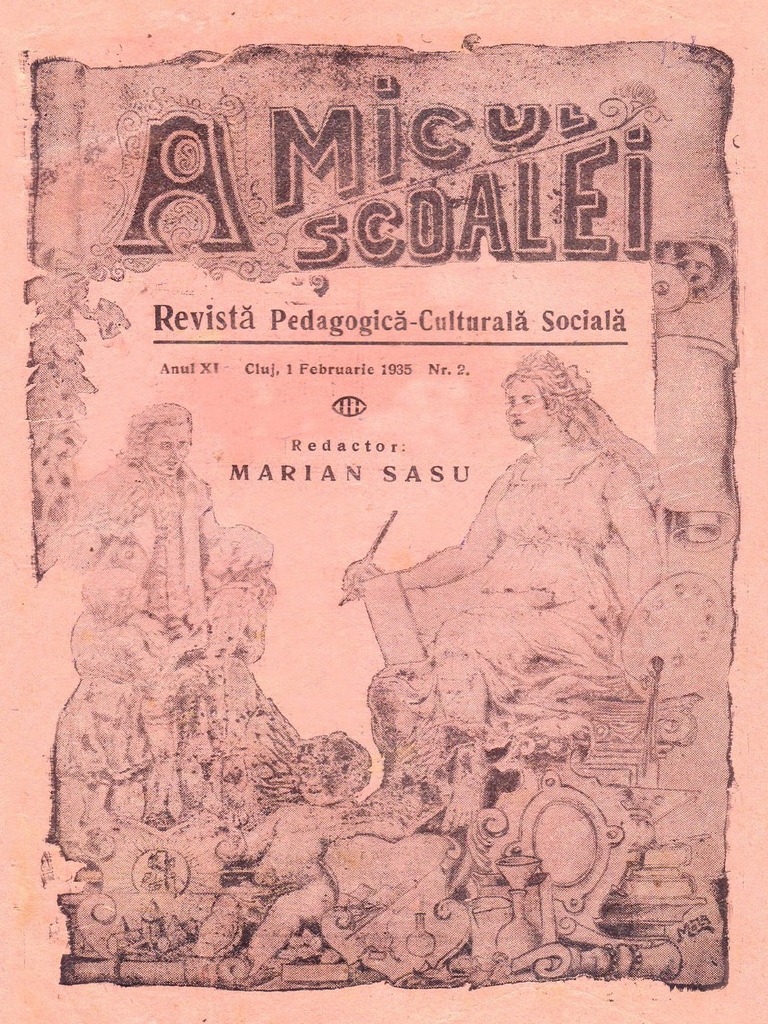 AMICUL
ȘCOALEI
Revistă Pedagogică-Culturală Socială
Anul XI - Cluj, 1 Februarie 1935 Nr. 2.
Redactor:
MARIAN SASU